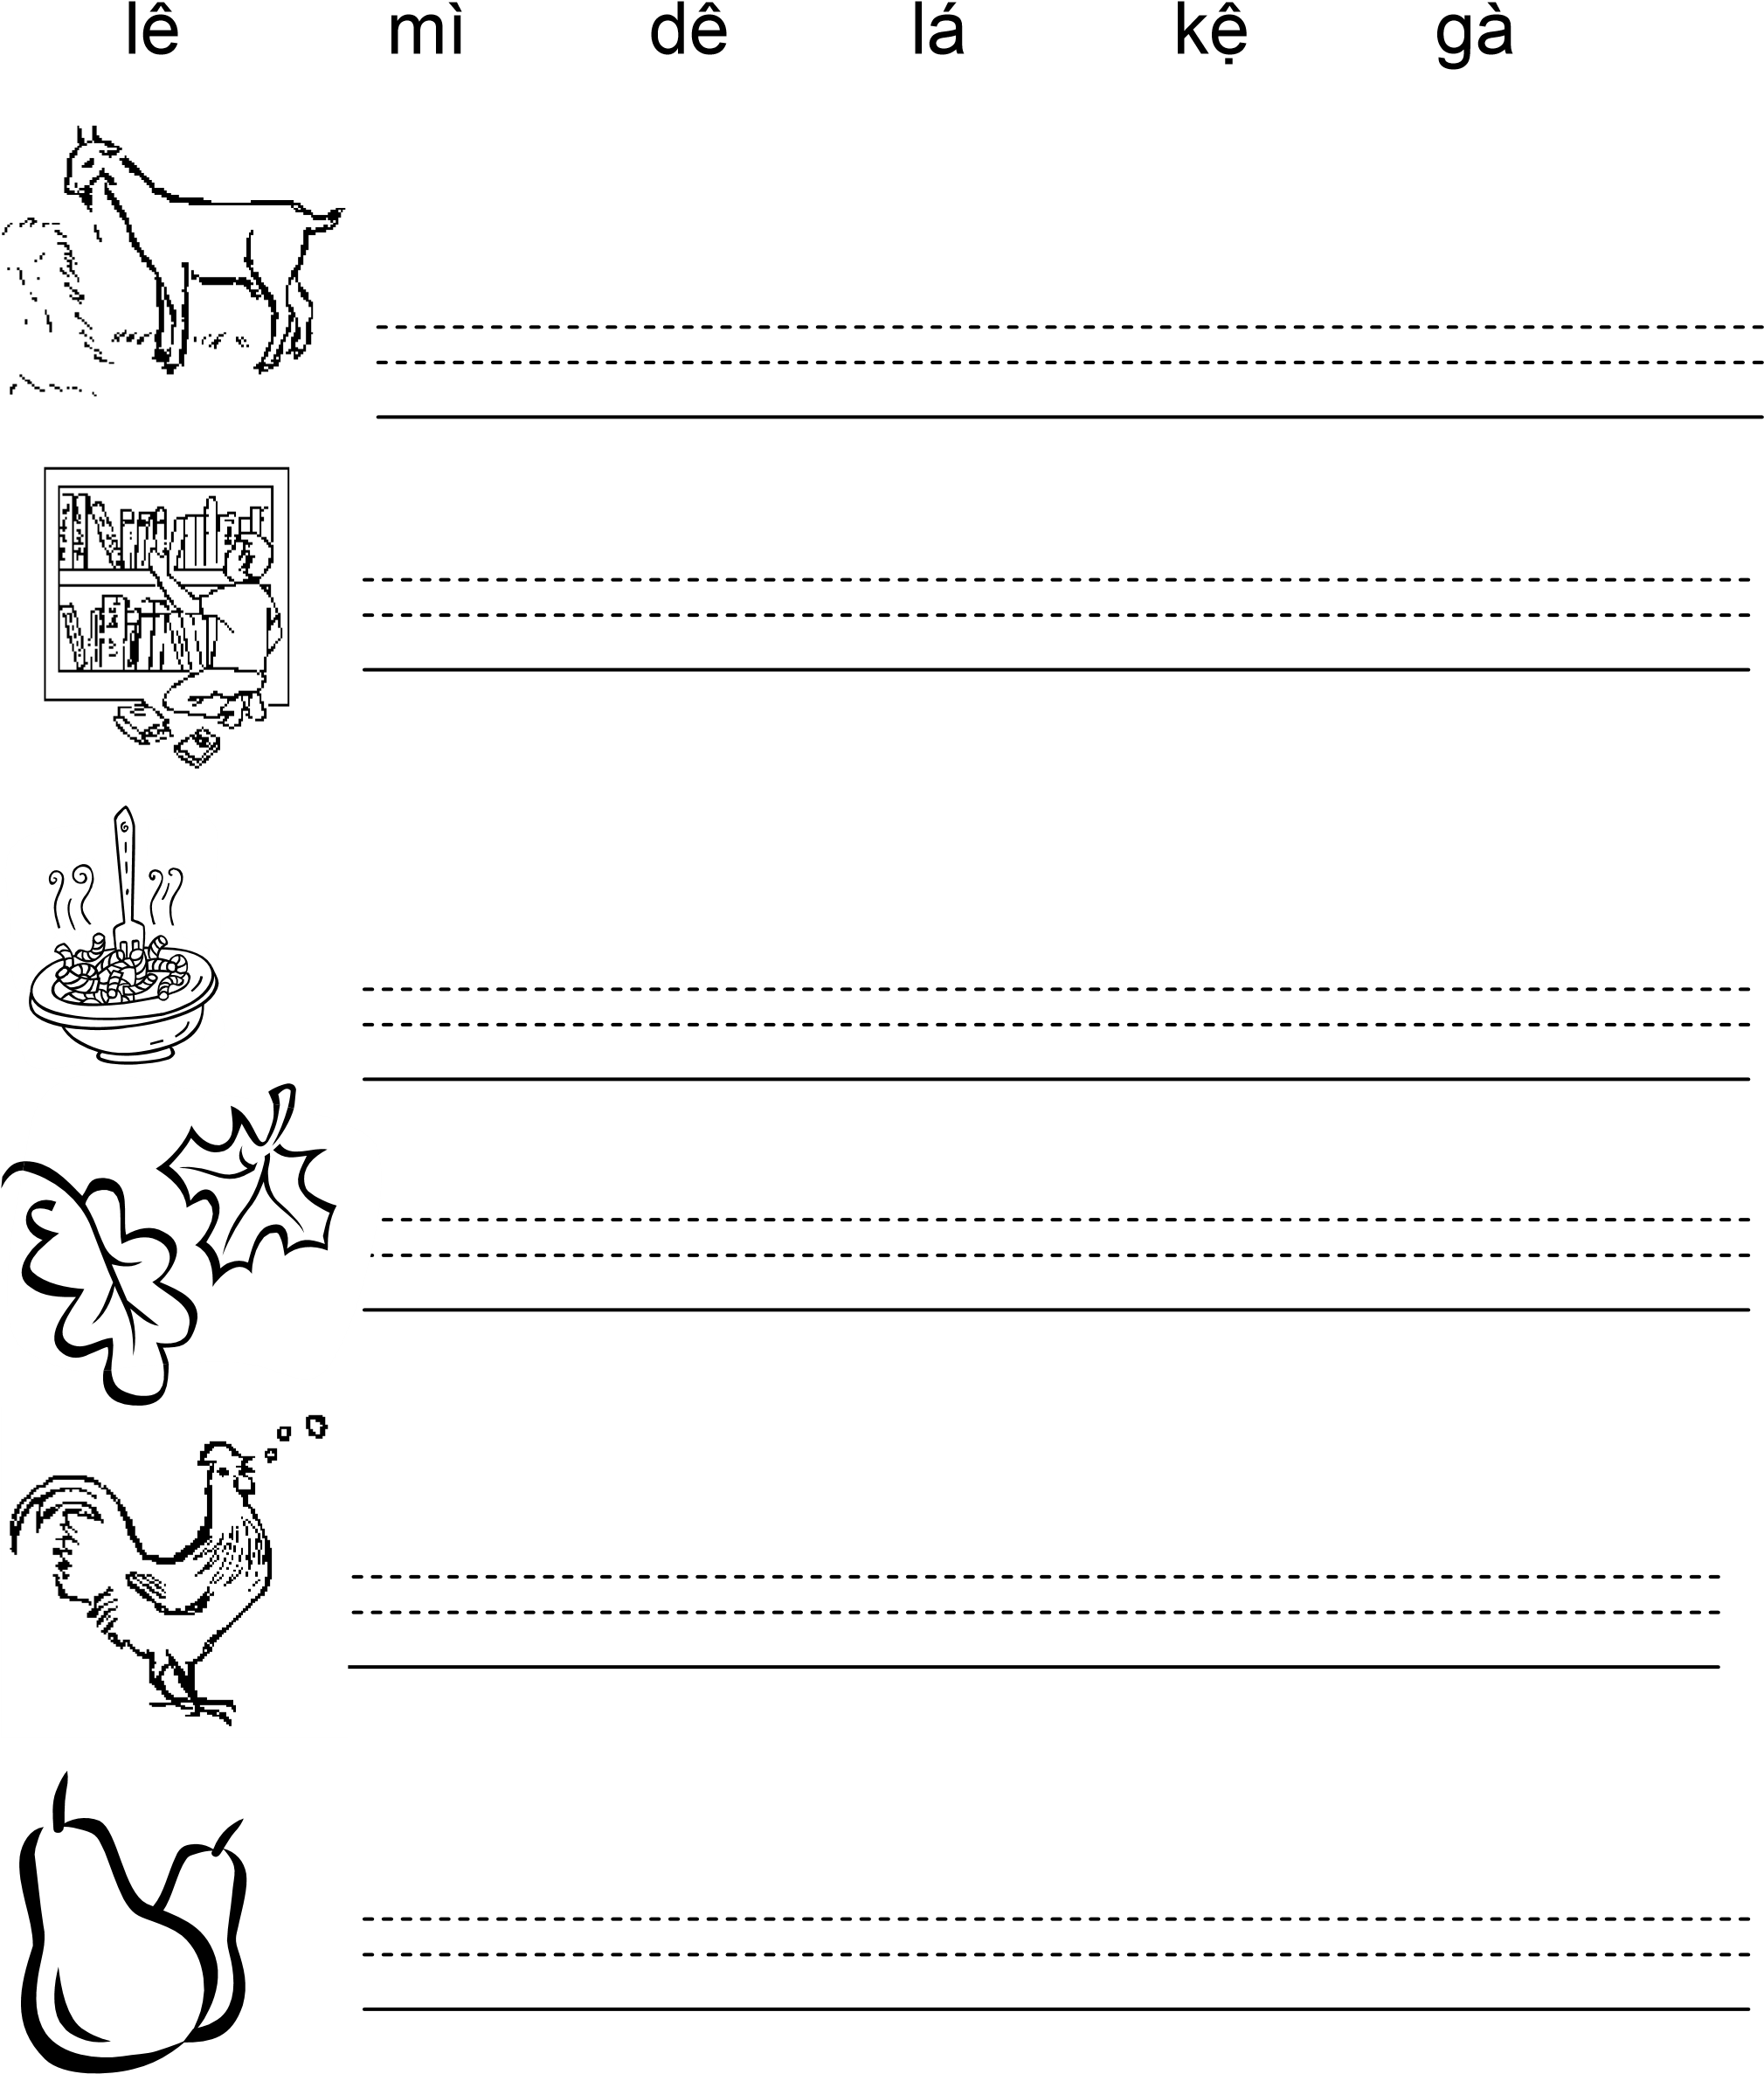 lê mì dê lá kệ gà